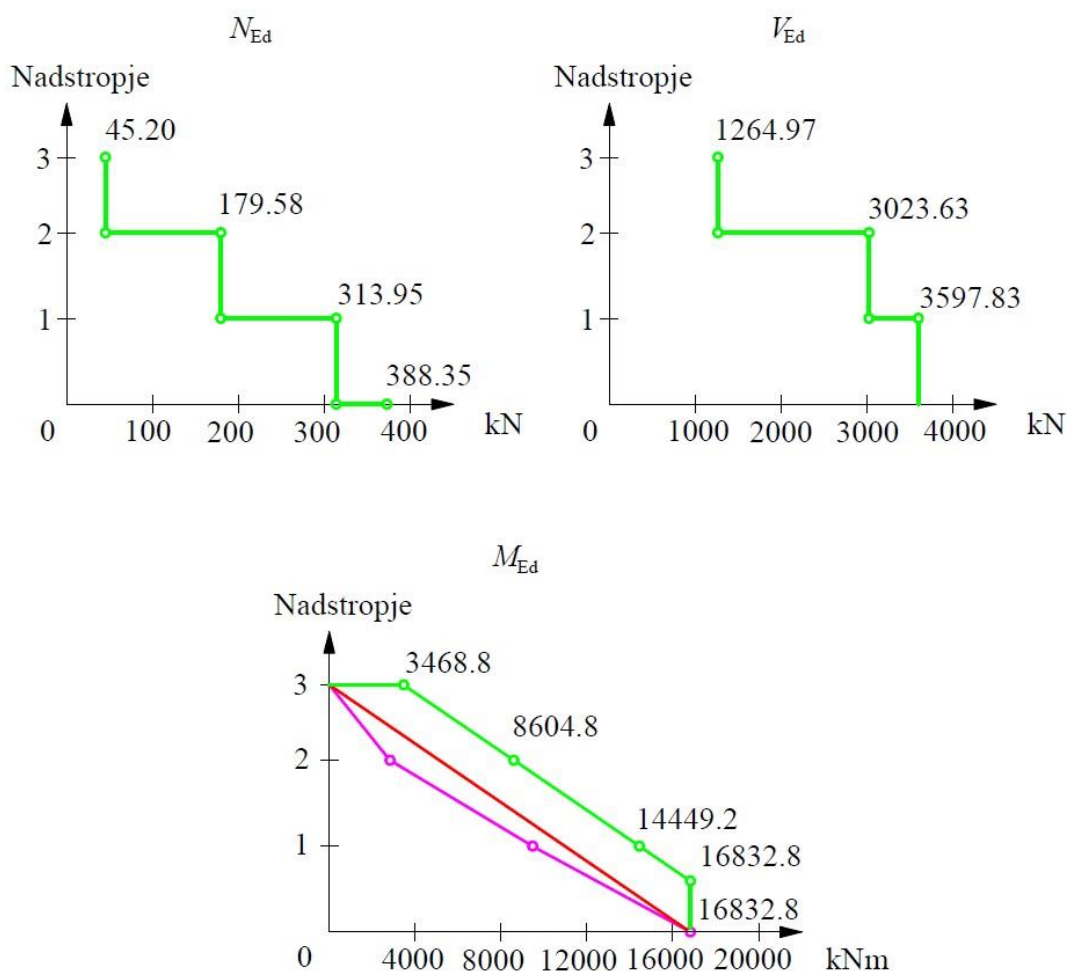 N_Ed
Nadstropje
45.20
3
179.58
2
313.95
1
388.35
0 100 200 300 400 kN
V_Ed
Nadstropje
1264.97
3
3023.63
2
3597.83
1
0 1000 2000 3000 4000 kN
M_Ed
Nadstropje
3468.8
3
8604.8
2
14449.2
1
16832.8
16832.8
0 4000 8000 12000 16000 20000 kNm